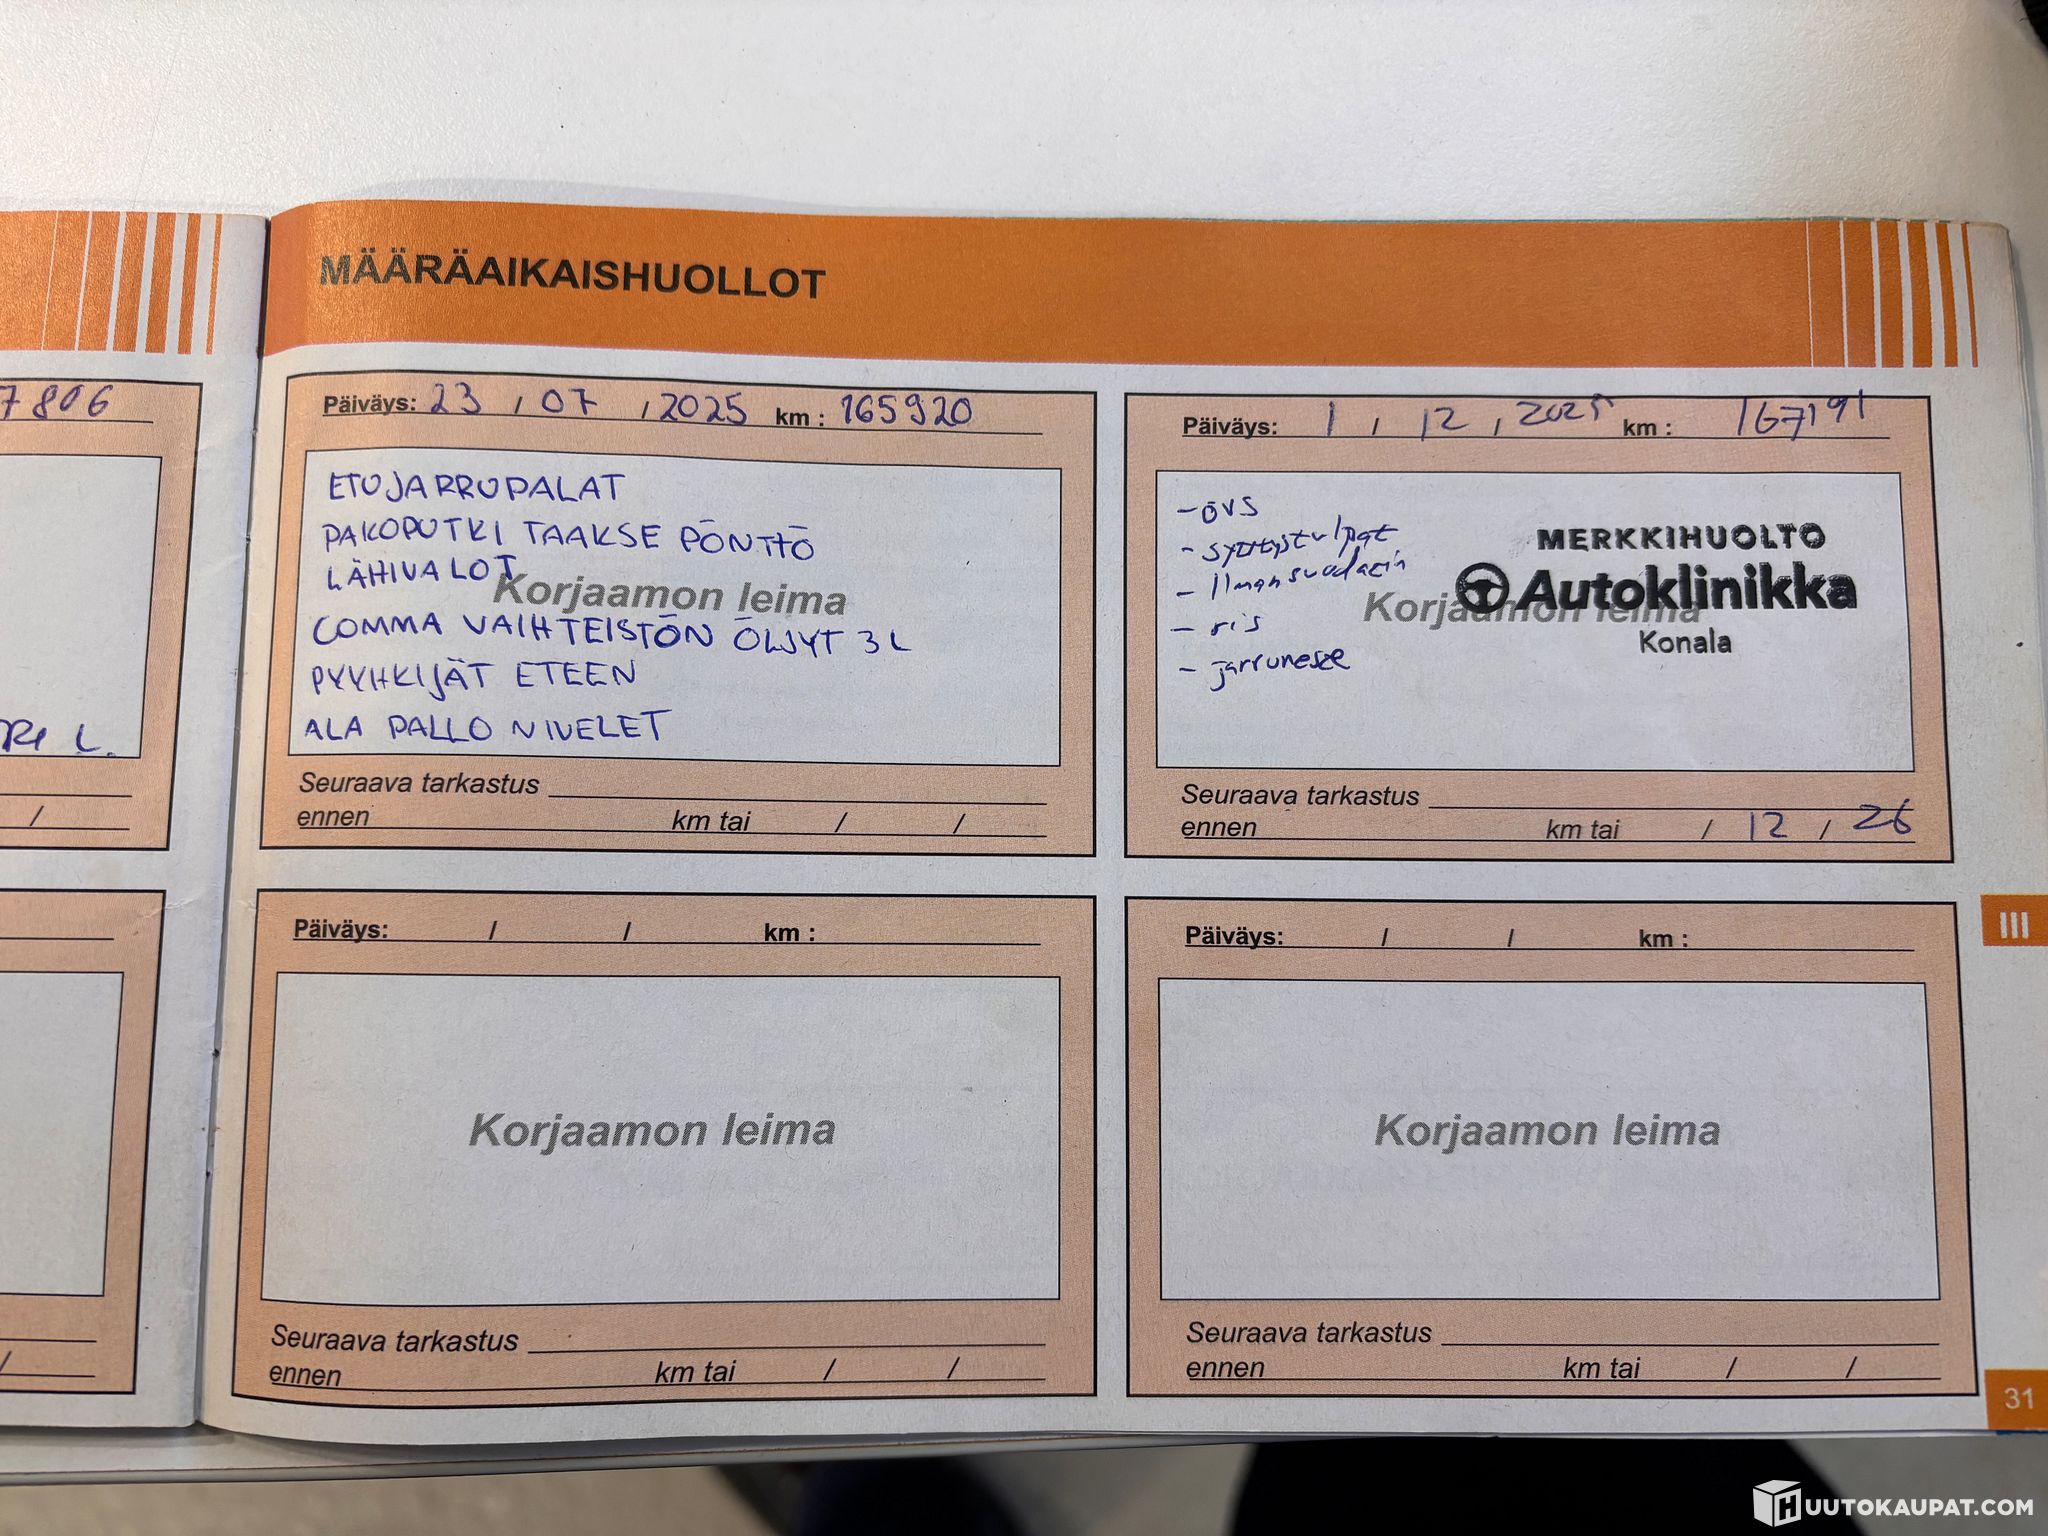 7806
RI L.
/
/
MÄÄRÄAIKAISHUOLLOT
Päiväys: 23 / 07 / 2025 km : 165920
ETUJARRUPALAT
PAKOPUTKI TAAKSE PÖNTTÖ
LÄHIVALOT
Korjaamon leima
COMMA VAIHTEISTÖN ÖLJYT 3 L
PYYHKIJÄT ETEEN
ALA PALLO NIVELET
Seuraava tarkastus
ennen km tai / /
Päiväys: 1 / 12 / 2025 km : 167191
- övs
- sytytystulpat
- Ilmansuodatin
- ris
- jarruneste
MERKKIHUOLTO
Autoklinikka
Korjaamon leima
Konala
Seuraava tarkastus
ennen km tai / 12 / 26
Päiväys: / / km :
Korjaamon leima
Seuraava tarkastus
ennen km tai / /
Päiväys: / / km :
Korjaamon leima
Seuraava tarkastus
ennen km tai / /
III
31
HUUTOKAUPAT.COM